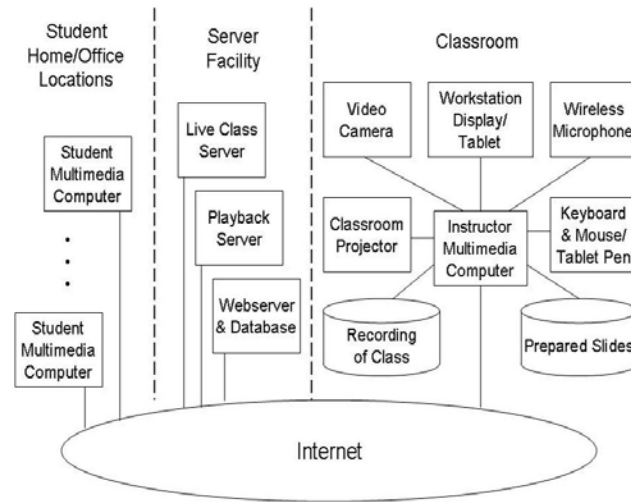 Student
Home/Office
Locations
Server
Facility
Classroom
Student
Multimedia
Computer
Student
Multimedia
Computer
Live Class
Server
Playback
Server
Webserver
& Database
Video
Camera
Workstation
Display/
Tablet
Wireless
Microphone
Classroom
Projector
Instructor
Multimedia
Computer
Keyboard
& Mouse/
Tablet Pen
Recording
of Class
Prepared Slides
Internet